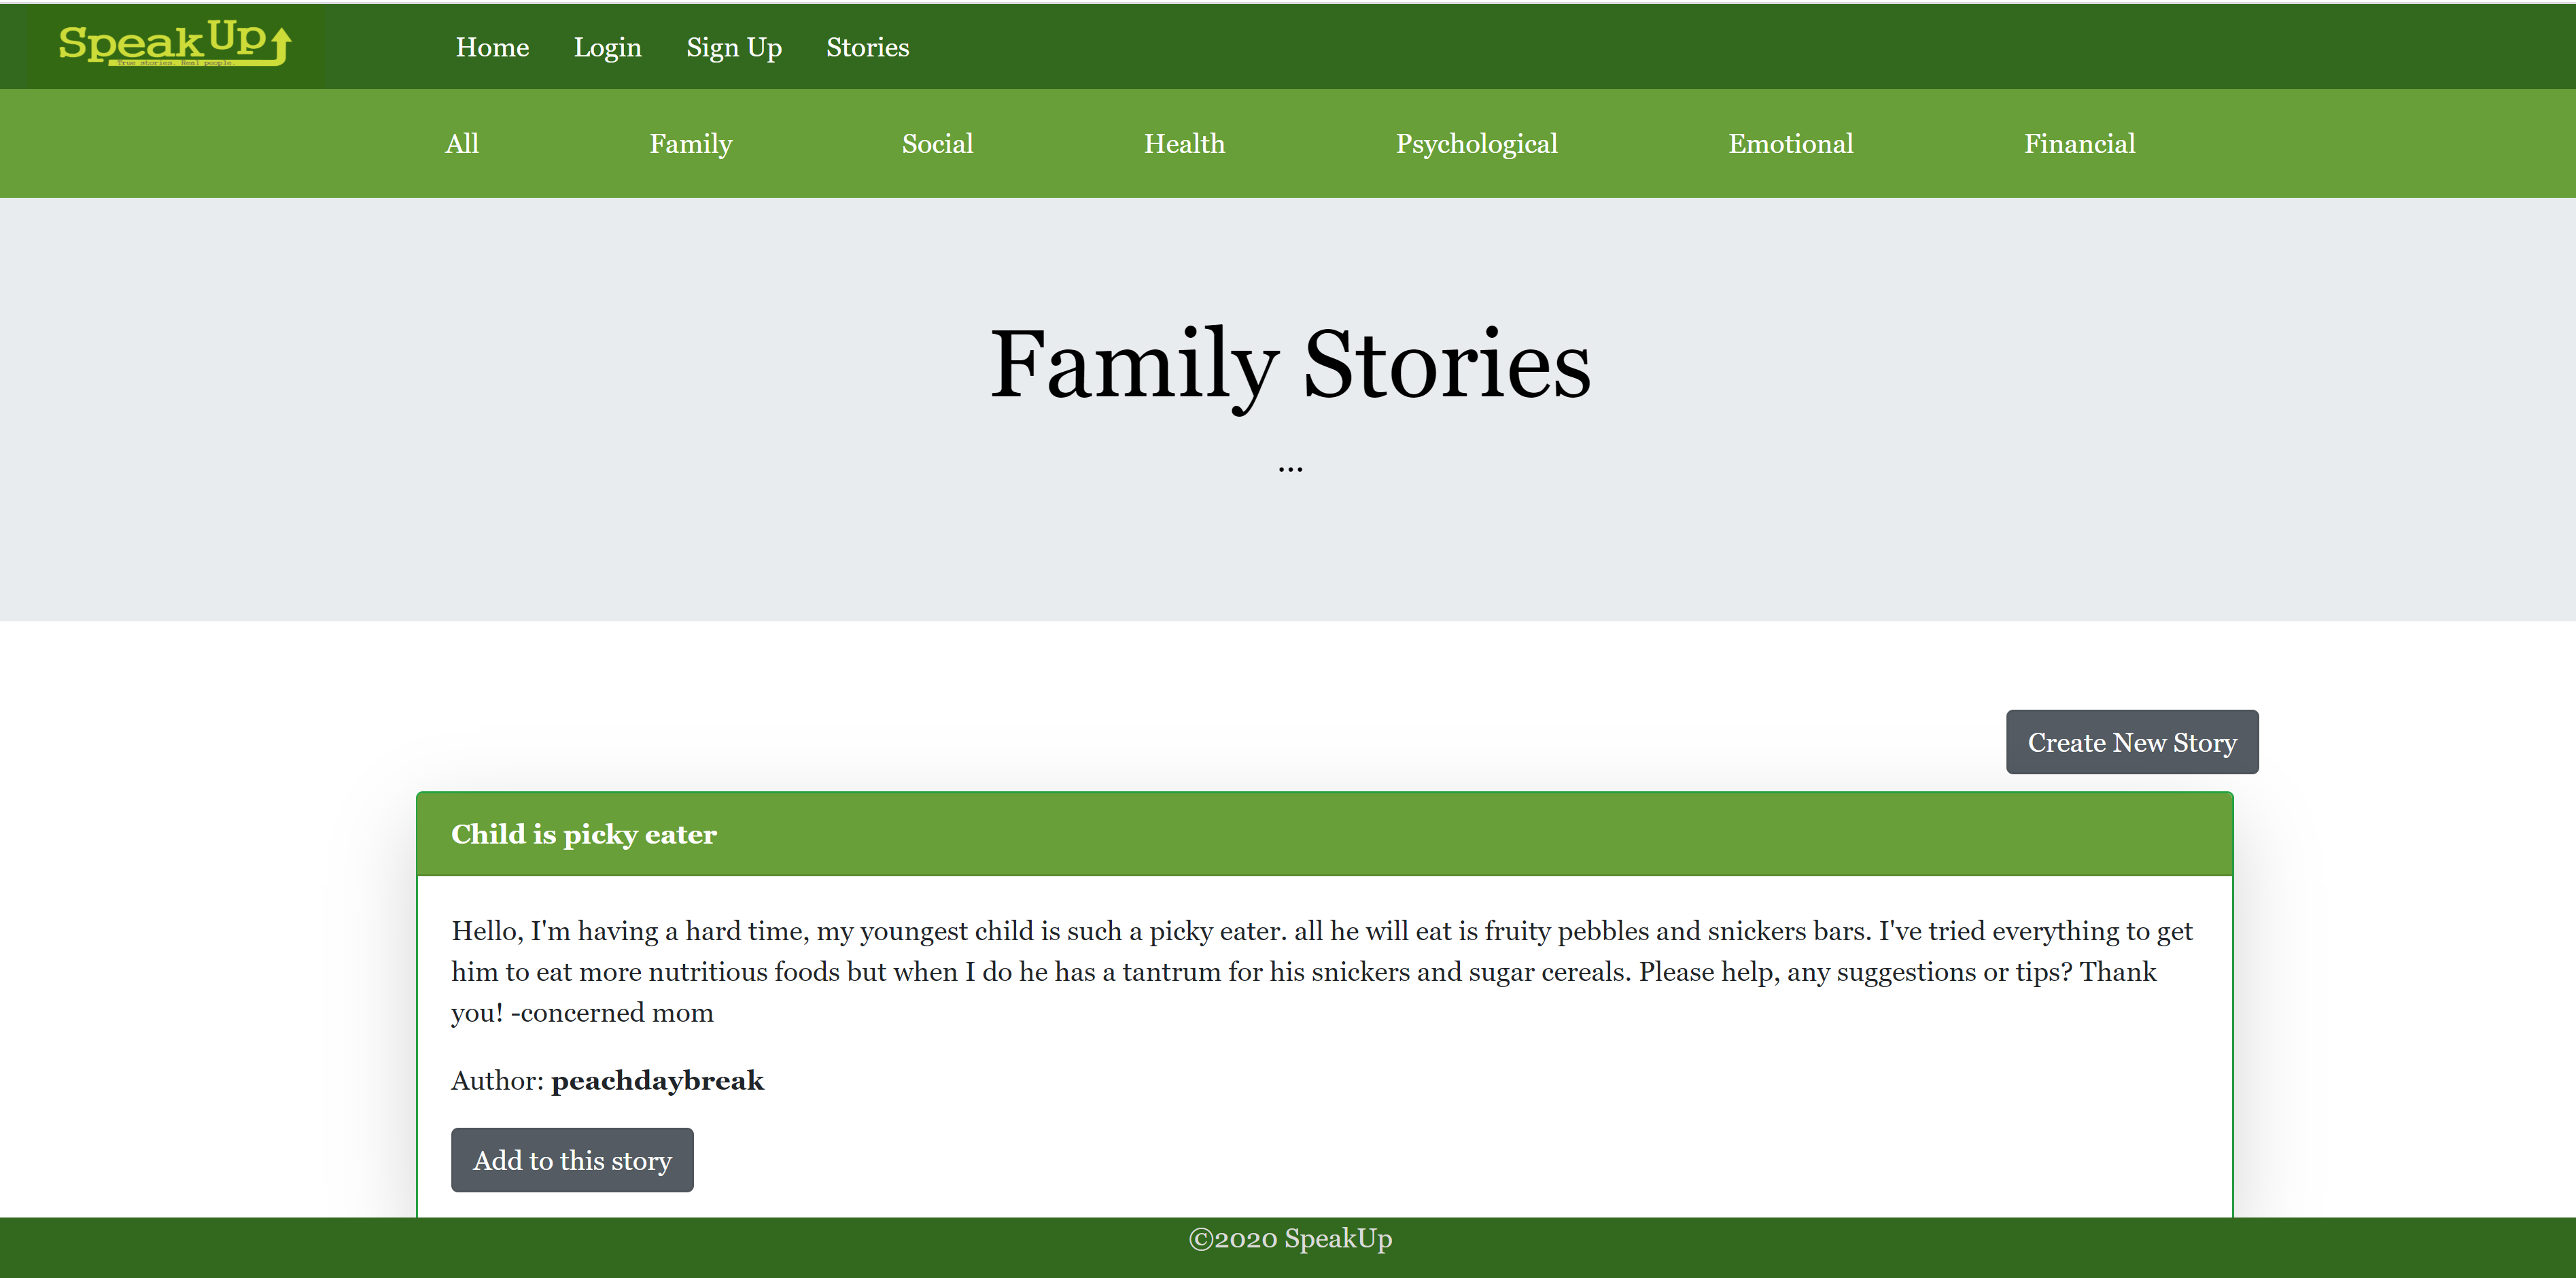 SpeakUp
True stories. Real people.
Home Login Sign Up Stories
All Family Social Health Psychological Emotional Financial
Family Stories
...
Create New Story
Child is picky eater
Hello, I'm having a hard time, my youngest child is such a picky eater. all he will eat is fruity pebbles and snickers bars. I've tried everything to get
him to eat more nutritious foods but when I do he has a tantrum for his snickers and sugar cereals. Please help, any suggestions or tips? Thank
you! -concerned mom
Author: peachdaybreak
Add to this story
©2020 SpeakUp